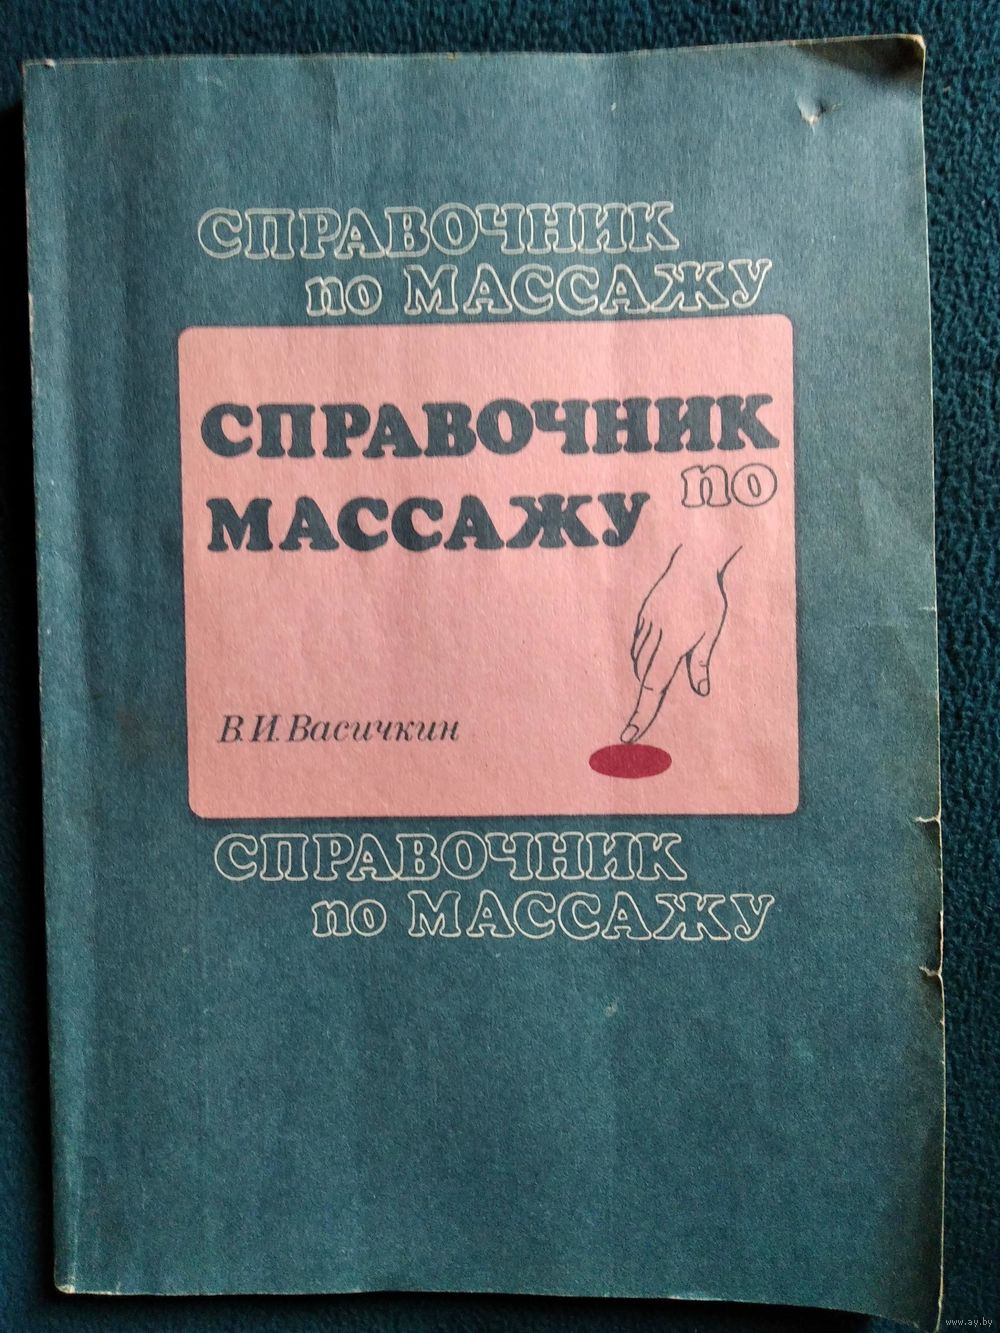 СПРАВОЧНИК
по МАССАЖУ
СПРАВОЧНИК
по
МАССАЖУ
В.И.Васичкин
СПРАВОЧНИК
по МАССАЖУ
www.ay.by